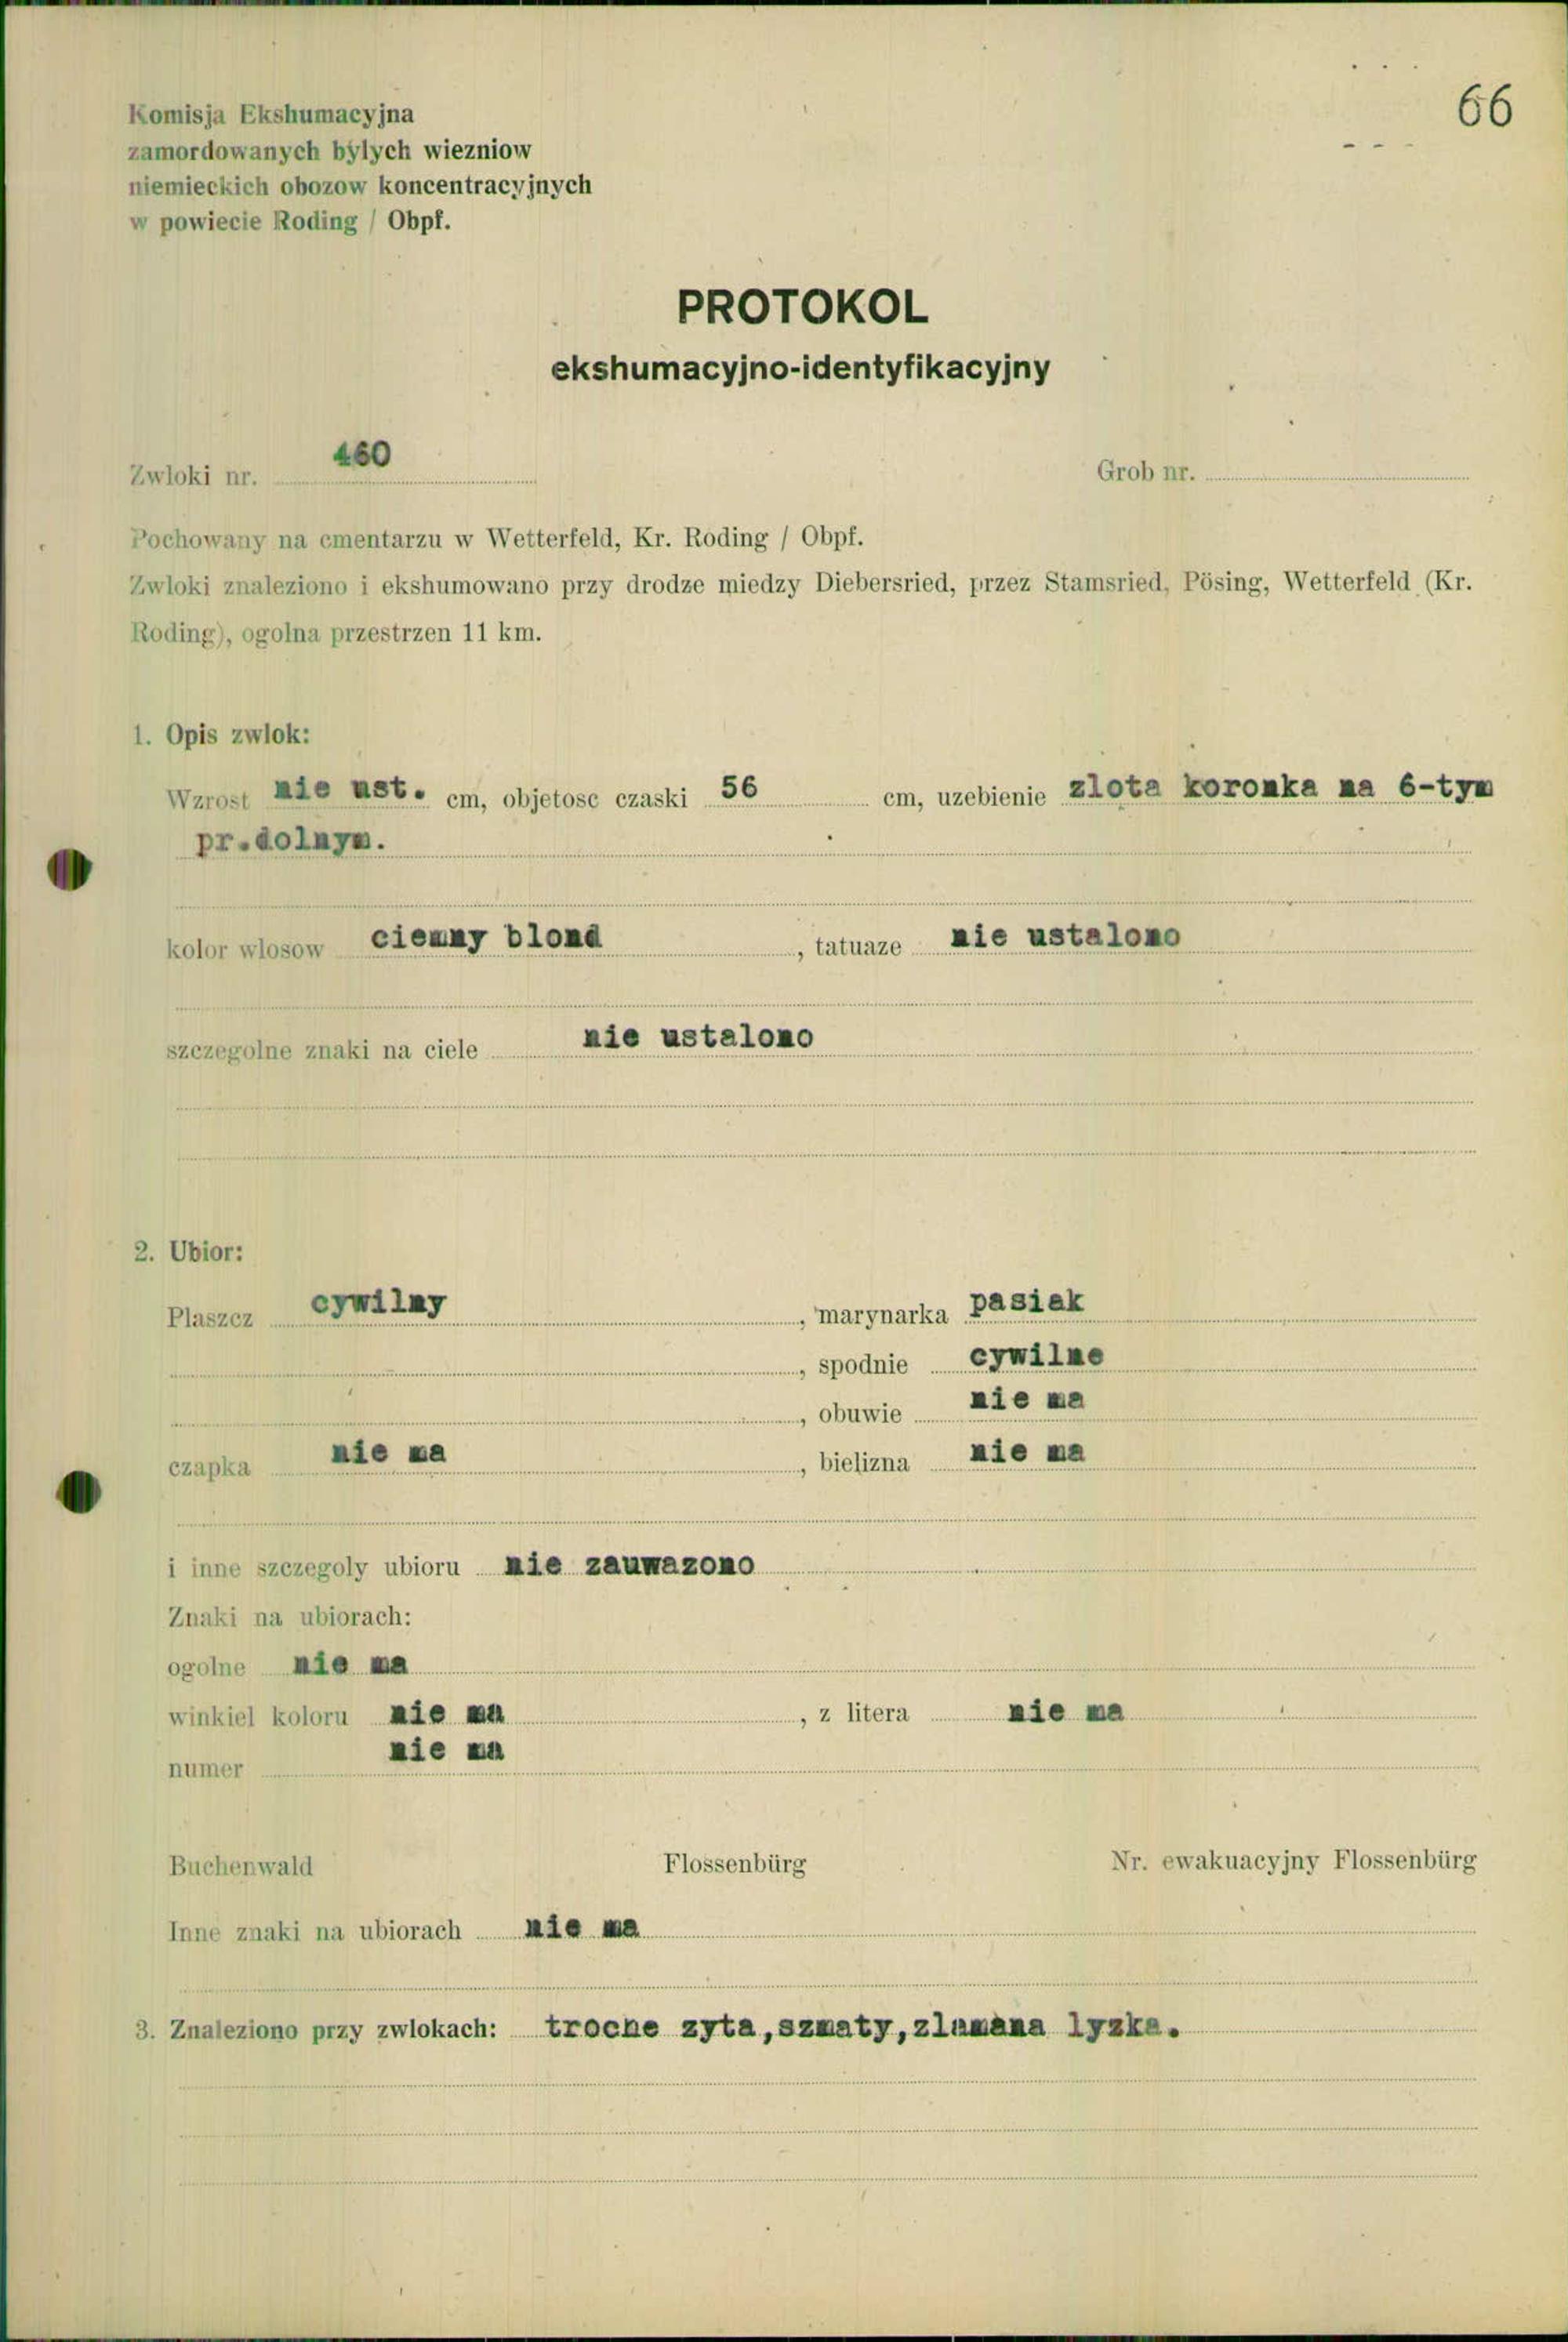 66
Komisja Ekshumacyjna
zamordowanych bylych wiezniow
niemieckich obozow koncentracyjnych
w powiecie Roding / Obpf.
PROTOKOL
ekshumacyjno-identyfikacyjny
Zwloki nr. 460 Grob nr.
Pochowany na cmentarzu w Wetterfeld, Kr. Roding / Obpf.
Zwloki znaleziono i ekshumowano przy drodze miedzy Diebersried, przez Stamsried, Pösing, Wetterfeld (Kr.
Roding), ogolna przestrzen 11 km.
1. Opis zwlok:
Wzrost nie ust. cm, objetosc czaski 56 cm, uzebienie zlota koronka na 6-tym
pr.dolnym.
kolor wlosow ciemny blond, tatuaze nie ustalono
szczegolne znaki na ciele nie ustalono
2. Ubior:
Plaszcz cywilny, marynarka pasiak
, spodnie cywilne
, obuwie nie ma
czapka nie ma, bielizna nie ma
i inne szczegoly ubioru nie zauwazono
Znaki na ubiorach:
ogolne nie ma
winkiel koloru nie ma, z litera nie ma
numer nie ma
Buchenwald Flossenbürg Nr. ewakuacyjny Flossenbürg
Inne znaki na ubiorach nie ma
3. Znaleziono przy zwlokach: troche zyta,szmaty,zlamana lyzka.